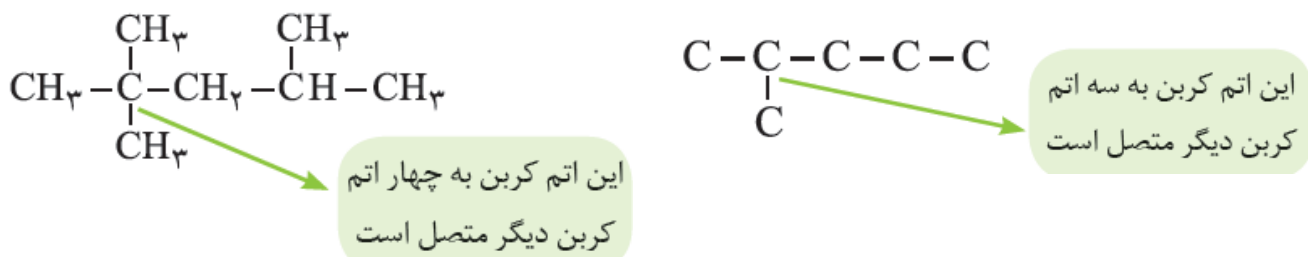 CH۳ CH۳
CH۳–C–CH۲–CH–CH۳
CH۳
این اتم کربن به چهار اتم
کربن دیگر متصل است
C–C–C–C–C
C
این اتم کربن به سه اتم
کربن دیگر متصل است